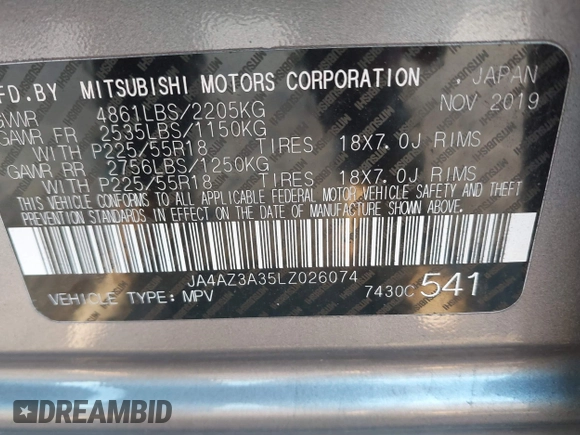 MFD.BY MITSUBISHI MOTORS CORPORATION JAPAN
GVWR 4861LBS/2205KG NOV 2019
GAWR FR 2535LBS/1150KG
WITH P225/55R18 TIRES 18X7.0J RIMS
GAWR RR 2756LBS/1250KG
WITH P225/55R18 TIRES 18X7.0J RIMS
THIS VEHICLE CONFORMS TO ALL APPLICABLE FEDERAL MOTOR VEHICLE SAFETY AND THEFT
PREVENTION STANDARDS IN EFFECT ON THE DATE OF MANUFACTURE SHOWN ABOVE.
JA4AZ3A35LZ026074
VEHICLE TYPE: MPV 7430C 541
DREAMBID